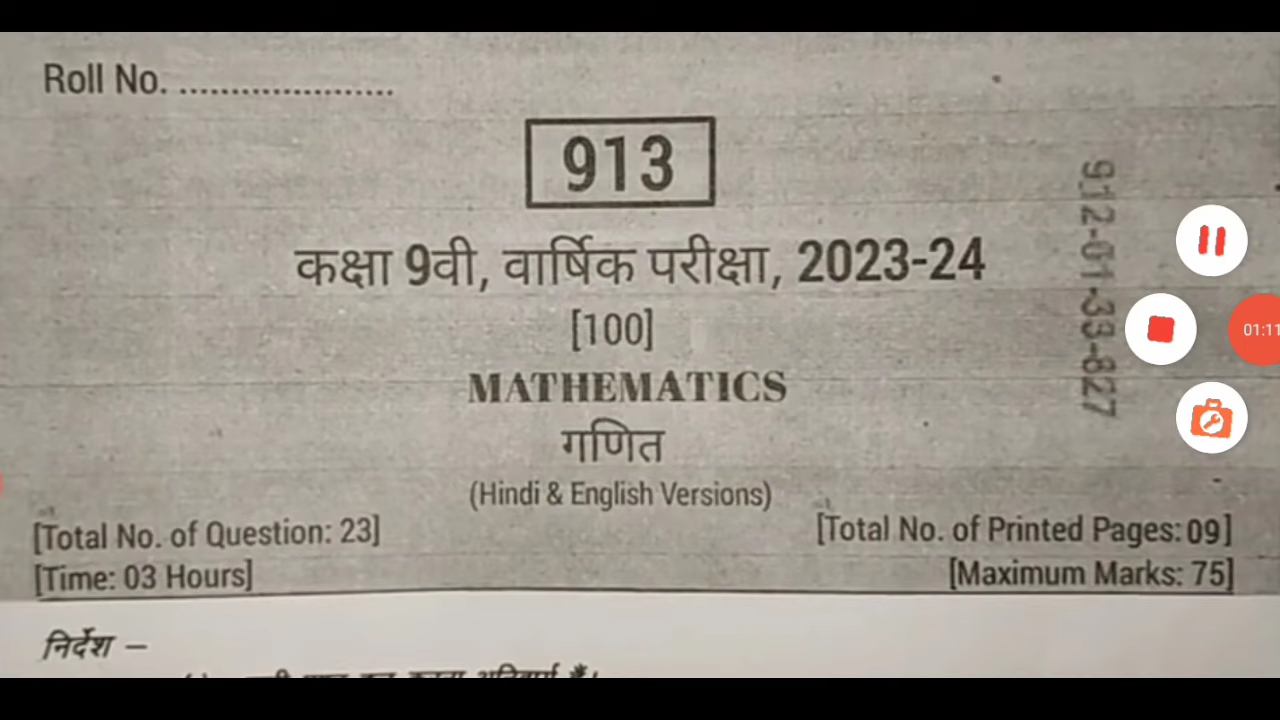 Roll No. .....................
913
कक्षा 9वी, वार्षिक परीक्षा, 2023-24
[100]
MATHEMATICS
गणित
(Hindi & English Versions)
[Total No. of Question: 23]
[Total No. of Printed Pages: 09]
[Time: 03 Hours]
[Maximum Marks: 75]
निर्देश –
912-01-33-827
01:11